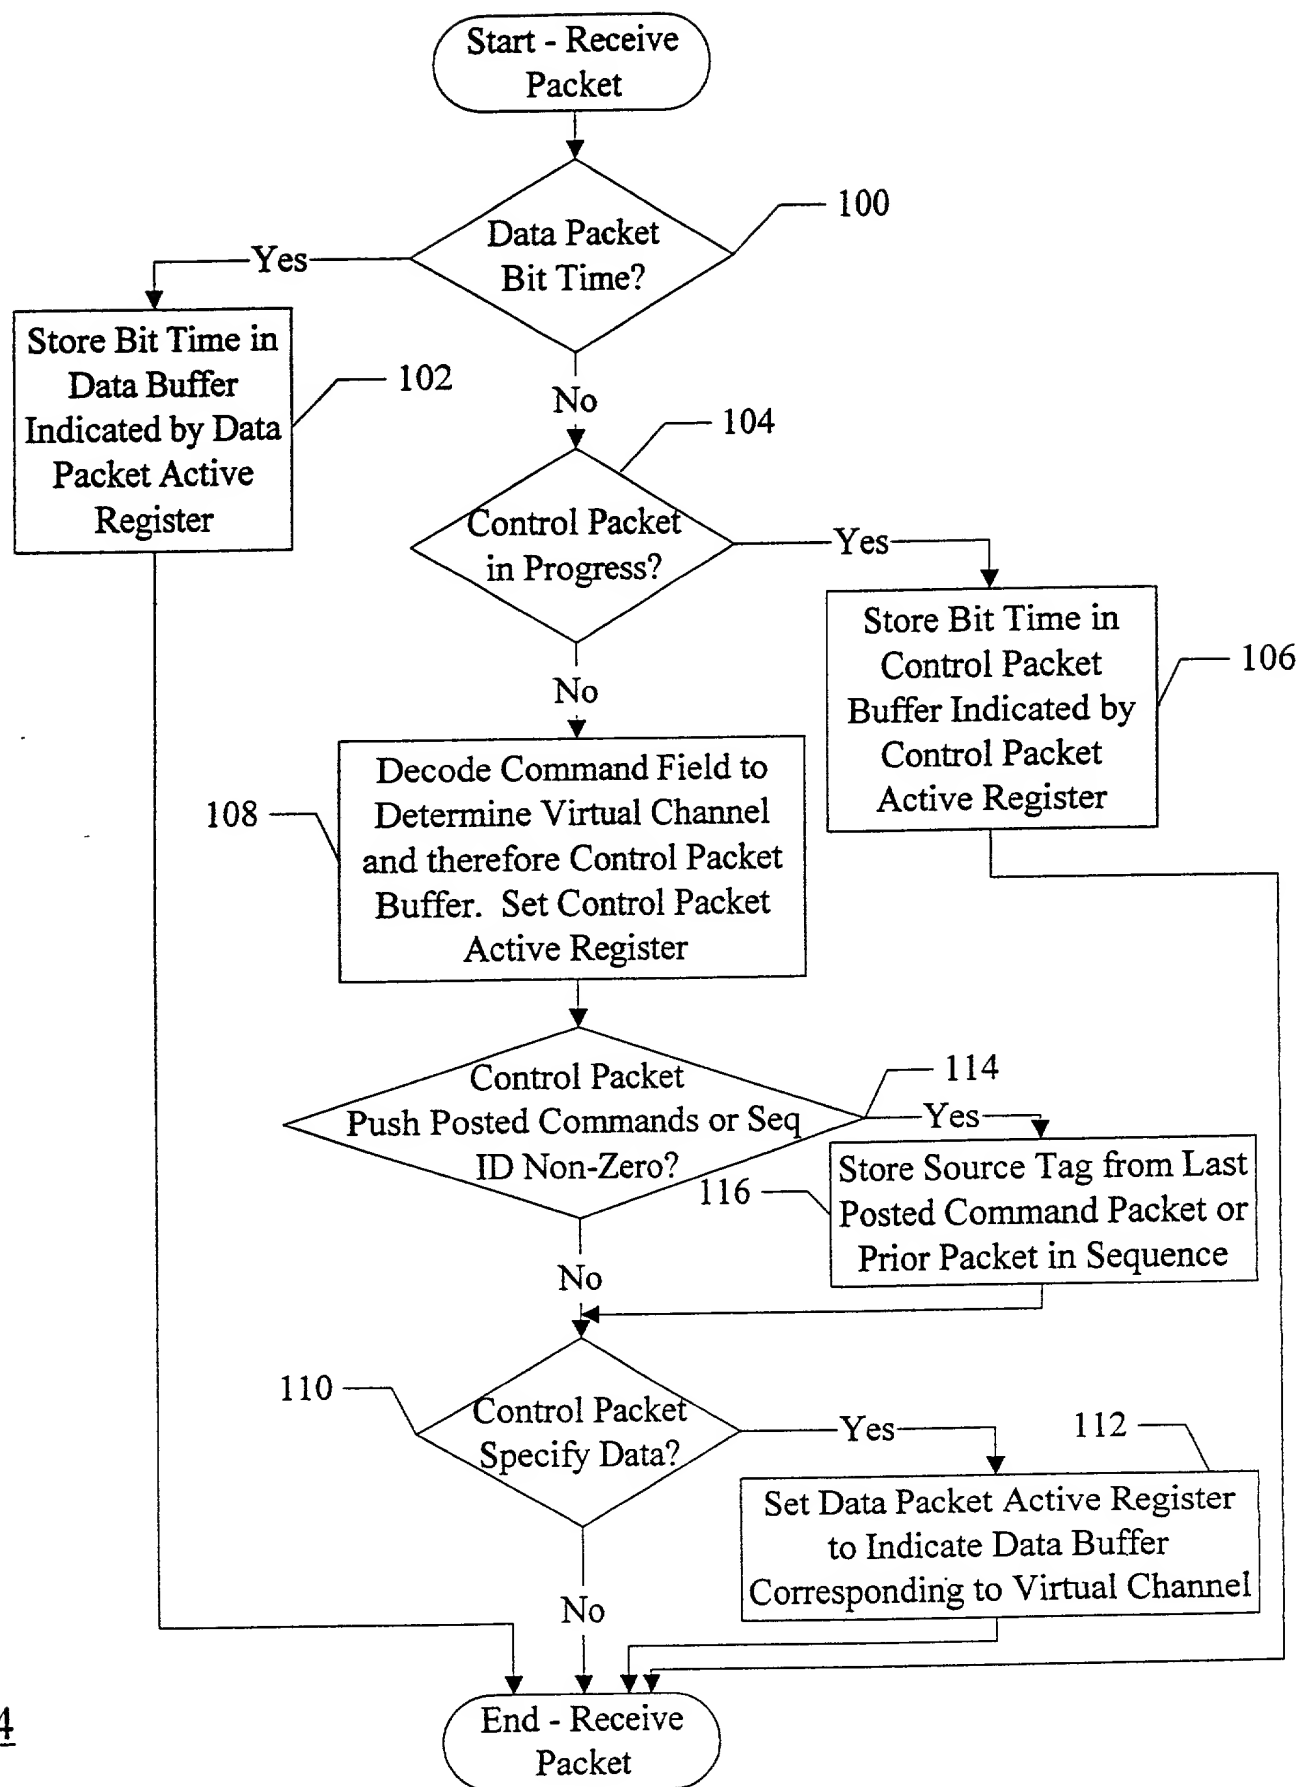 Start - Receive
Packet
100
Data Packet
Bit Time?
Yes
Store Bit Time in
Data Buffer
Indicated by Data
Packet Active
Register
102
No
104
Control Packet
in Progress?
Yes
Store Bit Time in
Control Packet
Buffer Indicated by
Control Packet
Active Register
106
No
108
Decode Command Field to
Determine Virtual Channel
and therefore Control Packet
Buffer. Set Control Packet
Active Register
114
Control Packet
Push Posted Commands or Seq
ID Non-Zero?
Yes
116
Store Source Tag from Last
Posted Command Packet or
Prior Packet in Sequence
No
110
Control Packet
Specify Data?
Yes
112
Set Data Packet Active Register
to Indicate Data Buffer
Corresponding to Virtual Channel
No
End - Receive
Packet
4